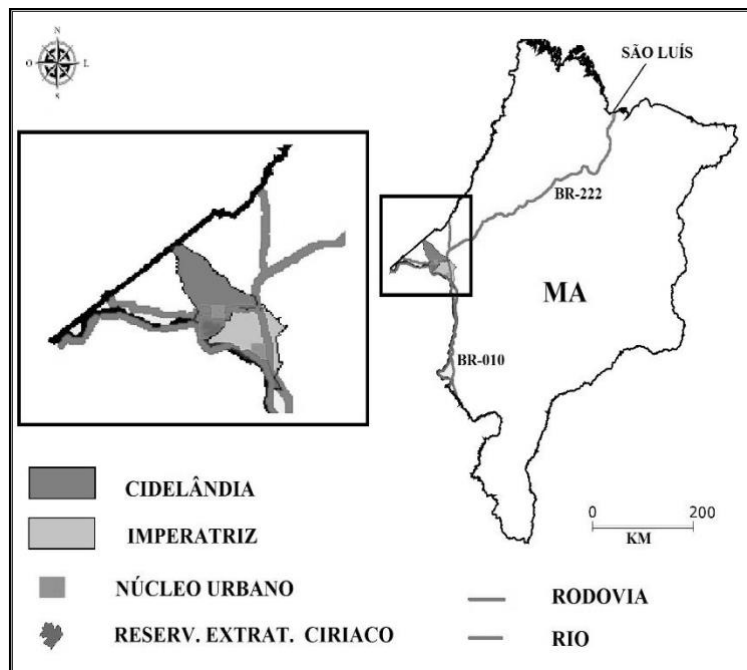 N
O
L
S
SÃO LUÍS
BR-222
MA
BR-010
CIDELÂNDIA
IMPERATRIZ
NÚCLEO URBANO
RESERV. EXTRAT. CIRIACO
0
200
KM
RODOVIA
RIO